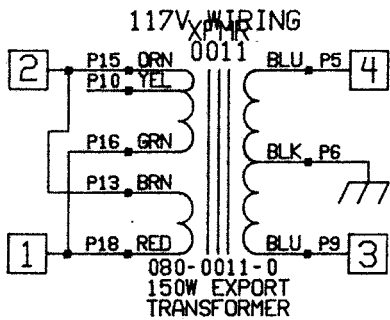 117V WIRING
XPMR
0011
2 P15 ORN BLU P5 4
P10 YEL
P16 GRN
BLK P6
P13 BRN
1 P18 RED BLU P9 3
080-0011-0
150W EXPORT
TRANSFORMER